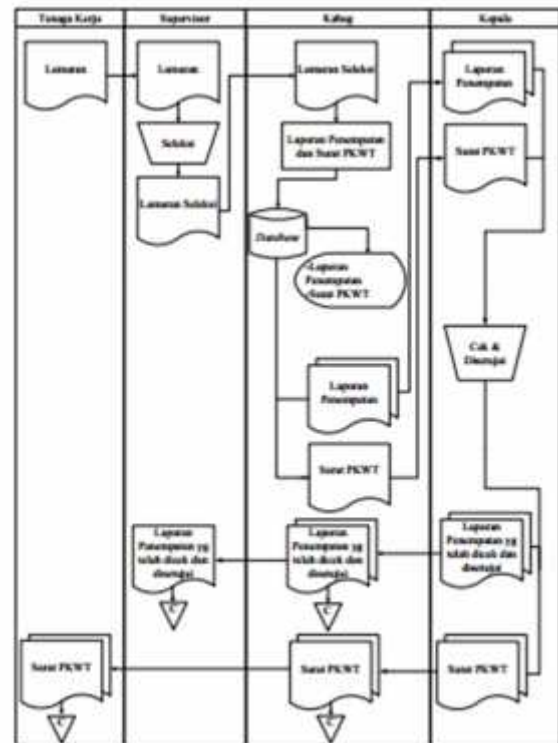 Tenaga Kerja
Supervisor
Kabag
Kepala
Lamaran
Lamaran
Lamaran Seleksi
Laporan
Penempatan
Seleksi
Laporan Penempatan
dan Surat PKWT
Surat PKWT
Lamaran Seleksi
Database
-Laporan
Penempatan
-Surat PKWT
Cek &
Disetujui
Laporan
Penempatan
Surat PKWT
Laporan
Penempatan yg
telah dicek dan
disetujui
Laporan
Penempatan yg
telah dicek dan
disetujui
Laporan
Penempatan yg
telah dicek dan
disetujui
C
C
Surat PKWT
Surat PKWT
Surat PKWT
C
C